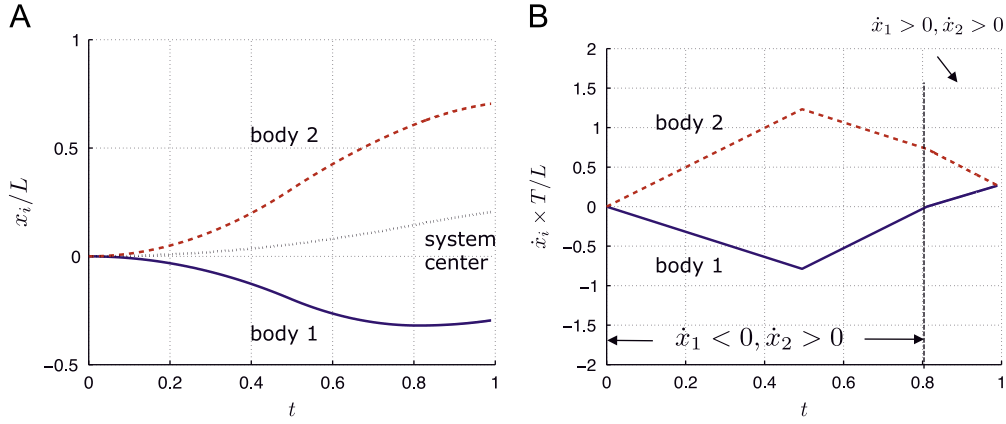 A
1
0.5
0
−0.5
x_i/L
body 2
system
center
body 1
0
0.2
0.4
0.6
0.8
1
t
B
ẋ₁ > 0, ẋ₂ > 0
2
1.5
1
0.5
0
−0.5
−1
−1.5
−2
ẋ_i × T/L
body 2
body 1
ẋ₁ < 0, ẋ₂ > 0
0
0.2
0.4
0.6
0.8
1
t